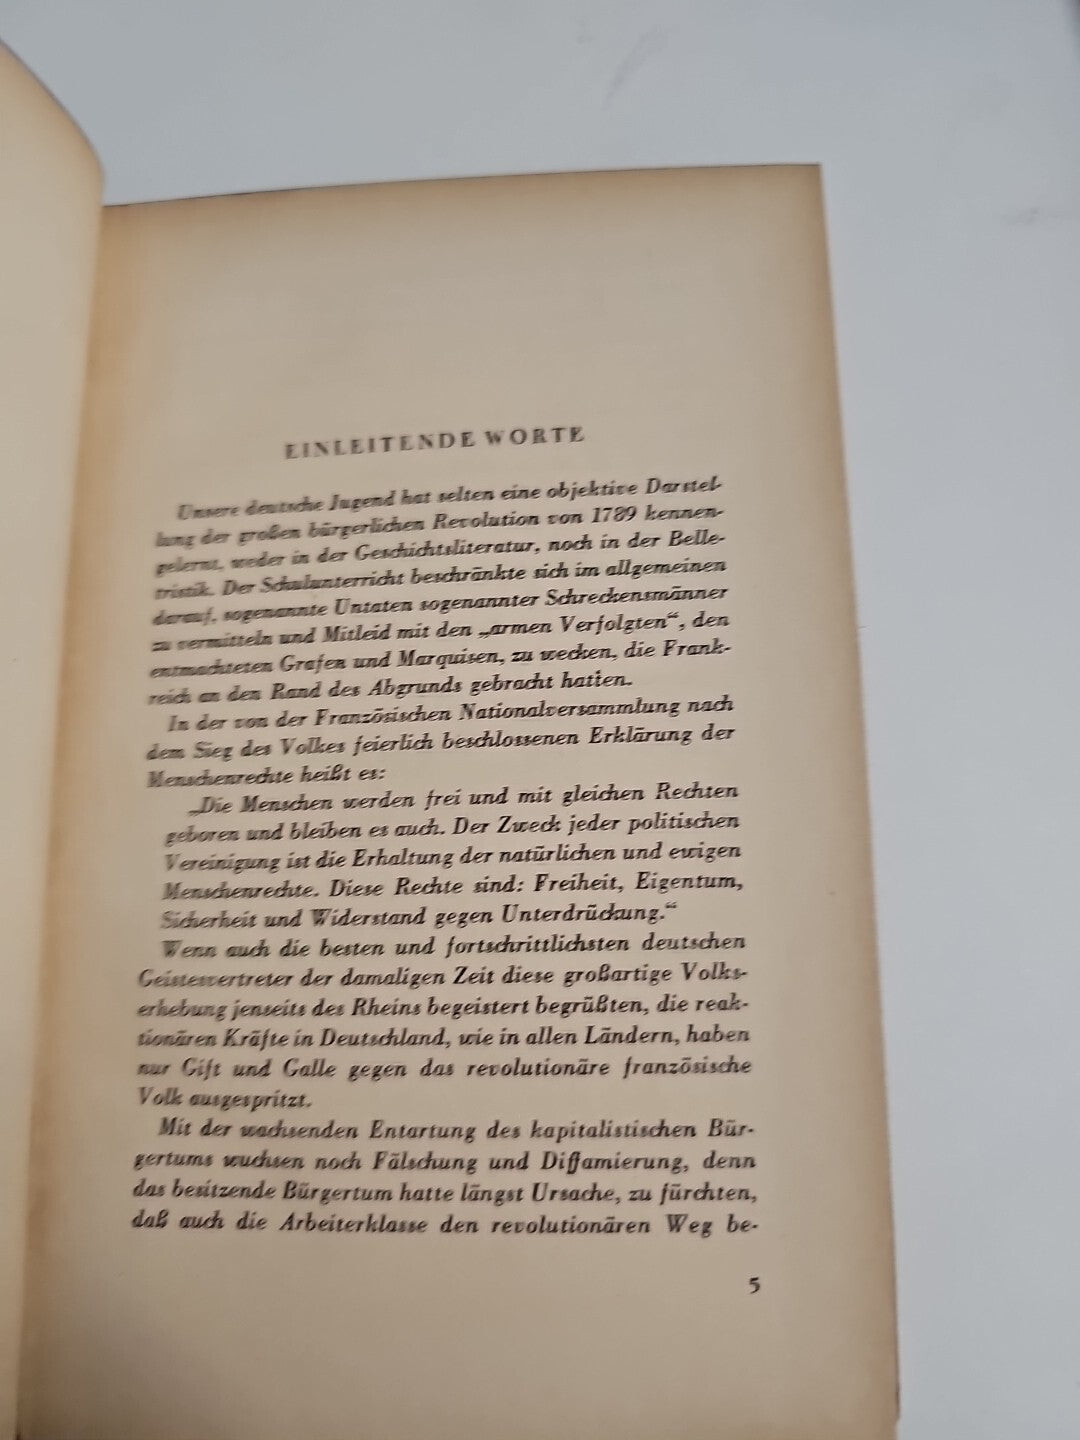 EINLEITENDE WORTE
Unsere deutsche Jugend hat selten eine objektive Darstel-
lung der großen bürgerlichen Revolution von 1789 kennen-
gelernt, weder in der Geschichtsliteratur, noch in der Belle-
tristik. Der Schulunterricht beschränkte sich im allgemeinen
darauf, sogenannte Untaten sogenannter Schreckensmänner
zu vermitteln und Mitleid mit den „armen Verfolgten“, den
entmachteten Grafen und Marquisen, zu wecken, die Frank-
reich an den Rand des Abgrunds gebracht hatten.
In der von der Französischen Nationalversammlung nach
dem Sieg des Volkes feierlich beschlossenen Erklärung der
Menschenrechte heißt es:
„Die Menschen werden frei und mit gleichen Rechten
geboren und bleiben es auch. Der Zweck jeder politischen
Vereinigung ist die Erhaltung der natürlichen und ewigen
Menschenrechte. Diese Rechte sind: Freiheit, Eigentum,
Sicherheit und Widerstand gegen Unterdrückung.“
Wenn auch die besten und fortschrittlichsten deutschen
Geistesvertreter der damaligen Zeit diese großartige Volks-
erhebung jenseits des Rheins begeistert begrüßten, die reak-
tionären Kräfte in Deutschland, wie in allen Ländern, haben
nur Gift und Galle gegen das revolutionäre französische
Volk ausgespritzt.
Mit der wachsenden Entartung des kapitalistischen Bür-
gertums wuchsen noch Fälschung und Diffamierung, denn
das besitzende Bürgertum hatte längst Ursache, zu fürchten,
daß auch die Arbeiterklasse den revolutionären Weg be-
5